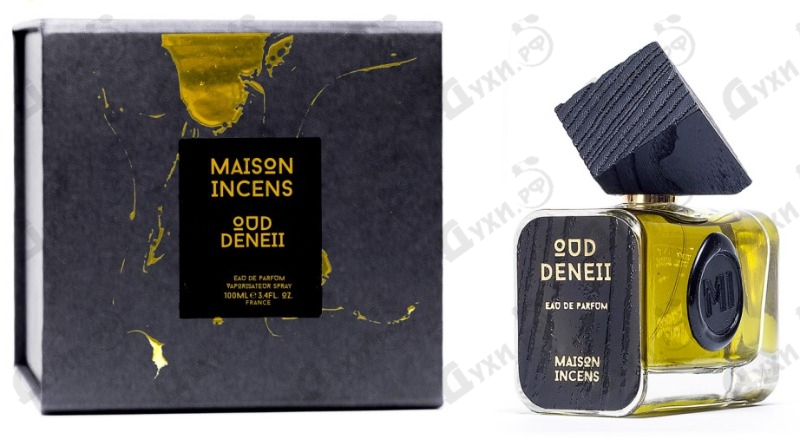 MAISON
INCENS
OUD
DENEII
EAU DE PARFUM
VAPORISATEUR SPRAY
100ML e 3.4FL. OZ.
FRANCE
OUD
DENEII
EAU DE PARFUM
MAISON
INCENS
MI
Духи.рф